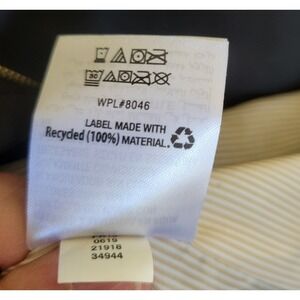 30
WPL#8046
LABEL MADE WITH
Recycled (100%) MATERIAL.
0619
21918
34944